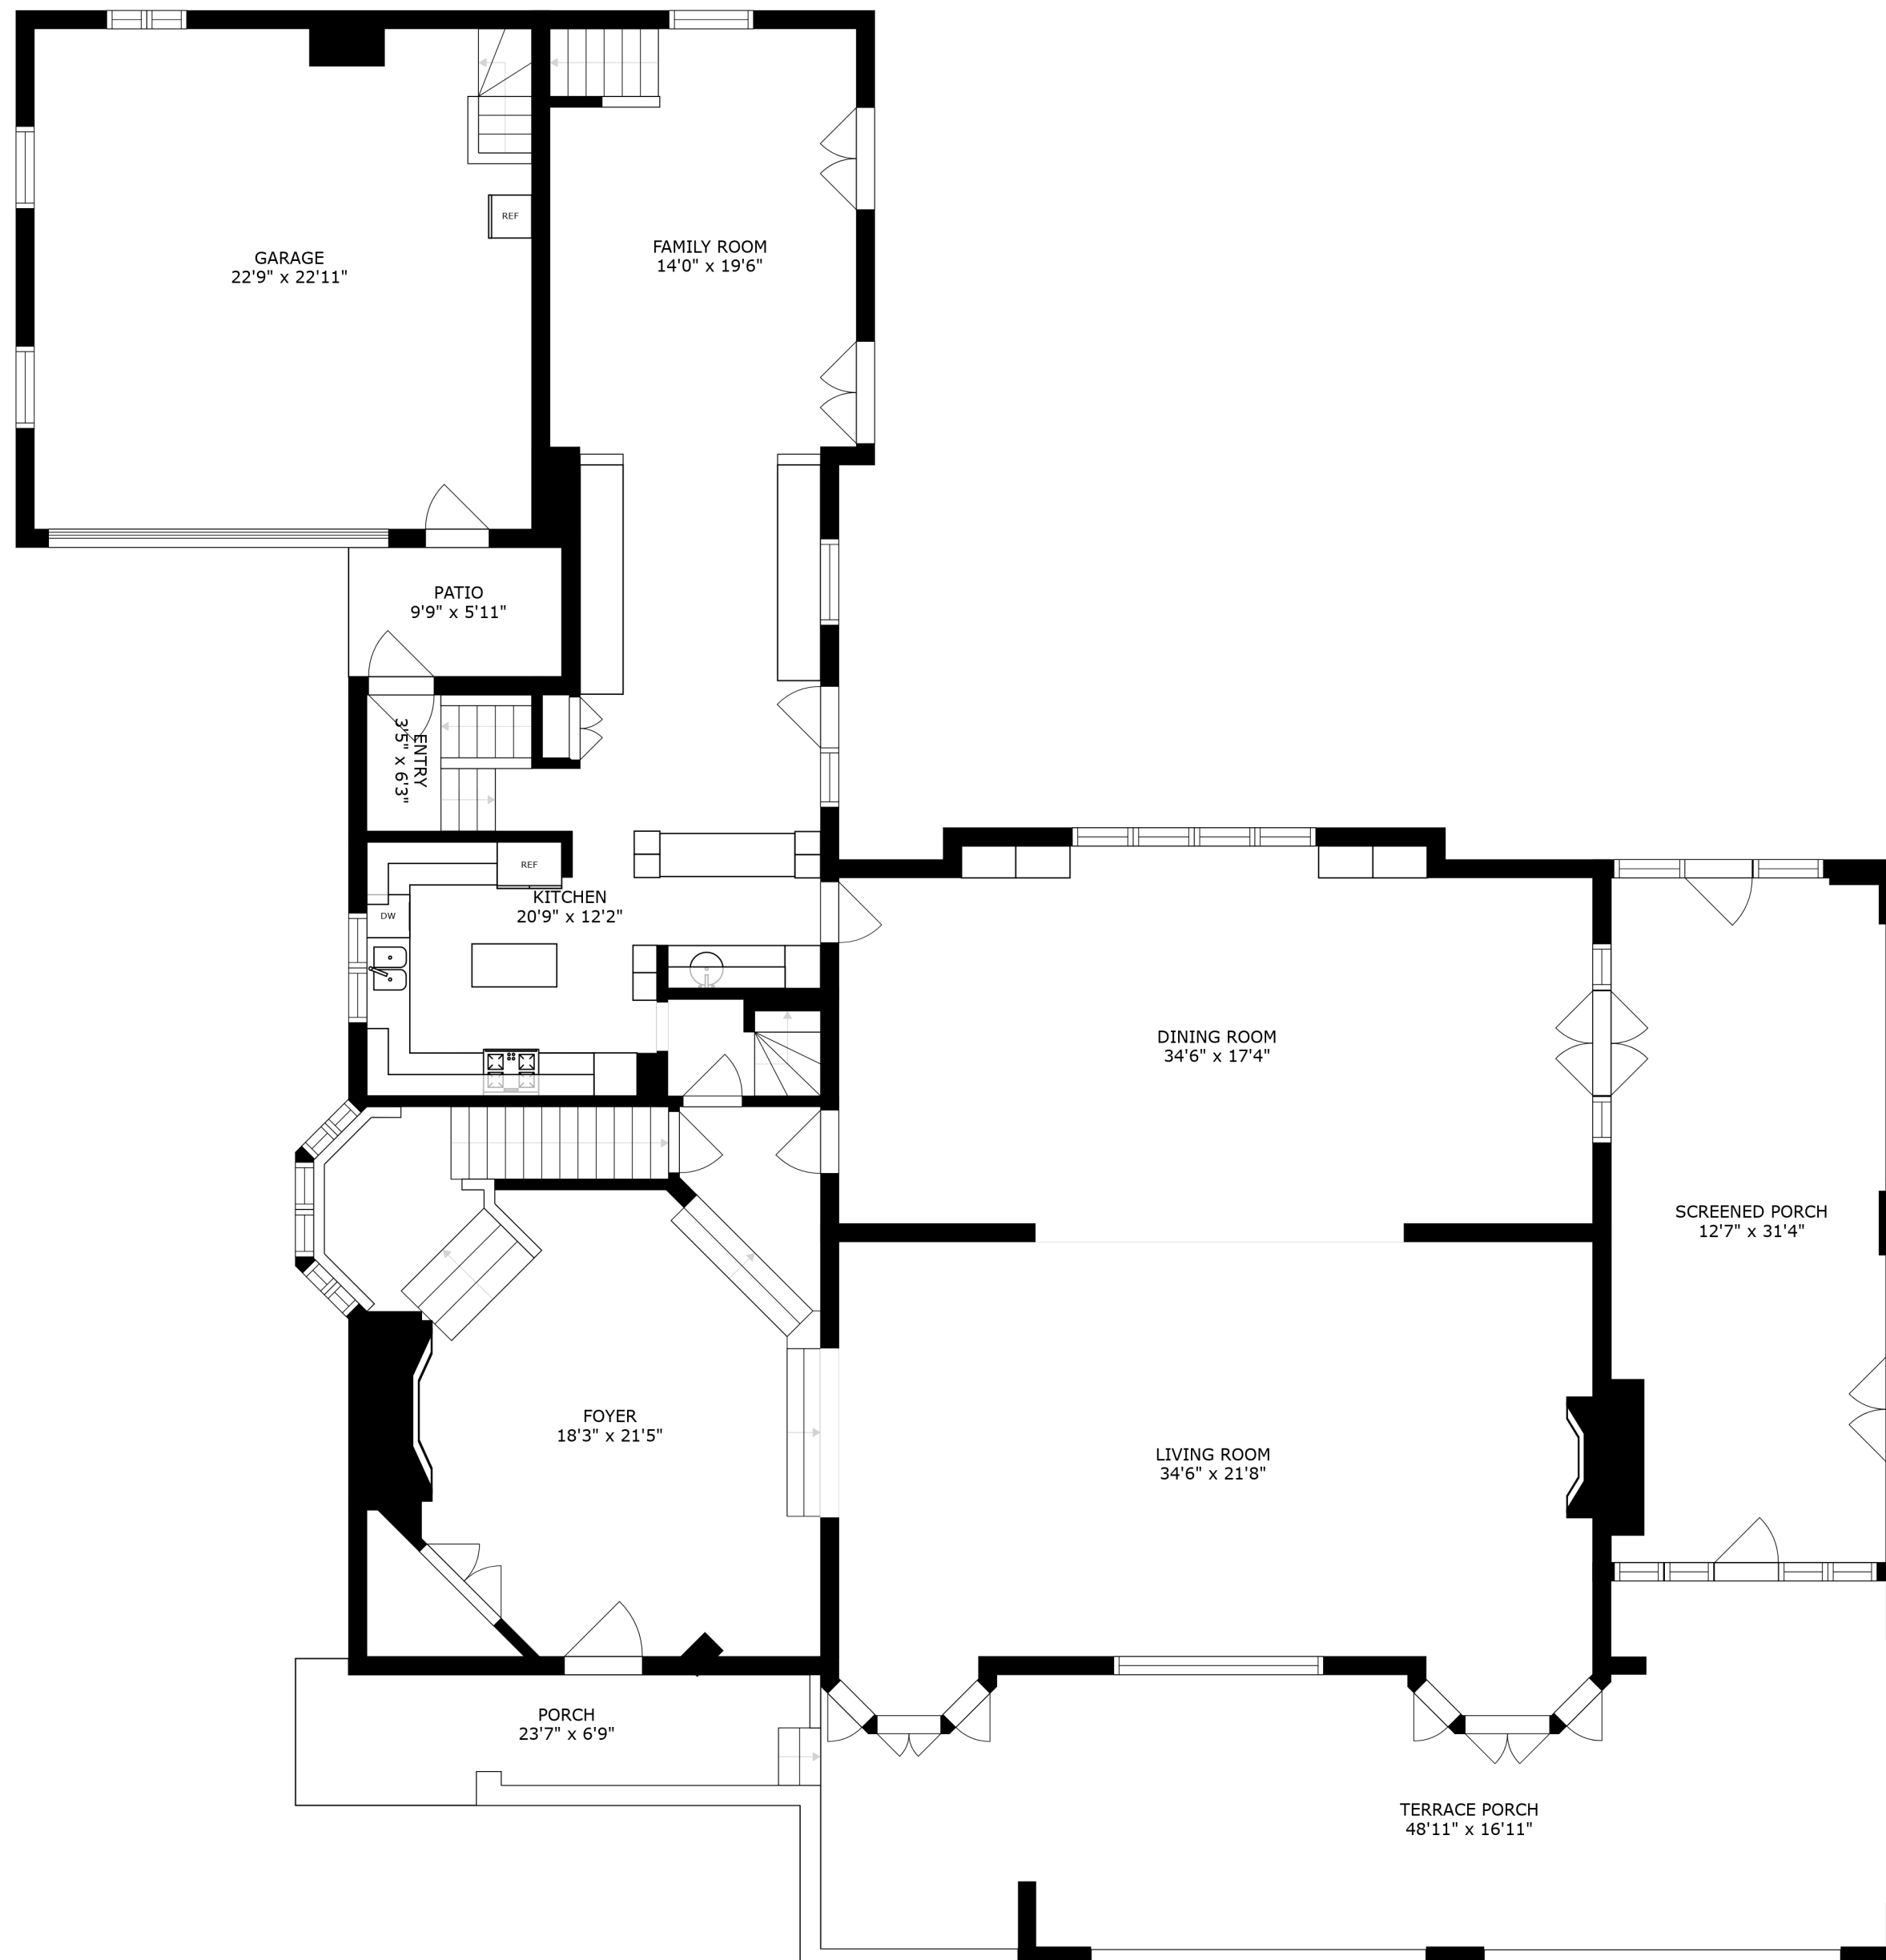 GARAGE
22'9" x 22'11"
REF
FAMILY ROOM
14'0" x 19'6"
PATIO
9'9" x 5'11"
ENTRY
3'5" x 6'3"
REF
KITCHEN
20'9" x 12'2"
DW
DINING ROOM
34'6" x 17'4"
SCREENED PORCH
12'7" x 31'4"
FOYER
18'3" x 21'5"
LIVING ROOM
34'6" x 21'8"
PORCH
23'7" x 6'9"
TERRACE PORCH
48'11" x 16'11"